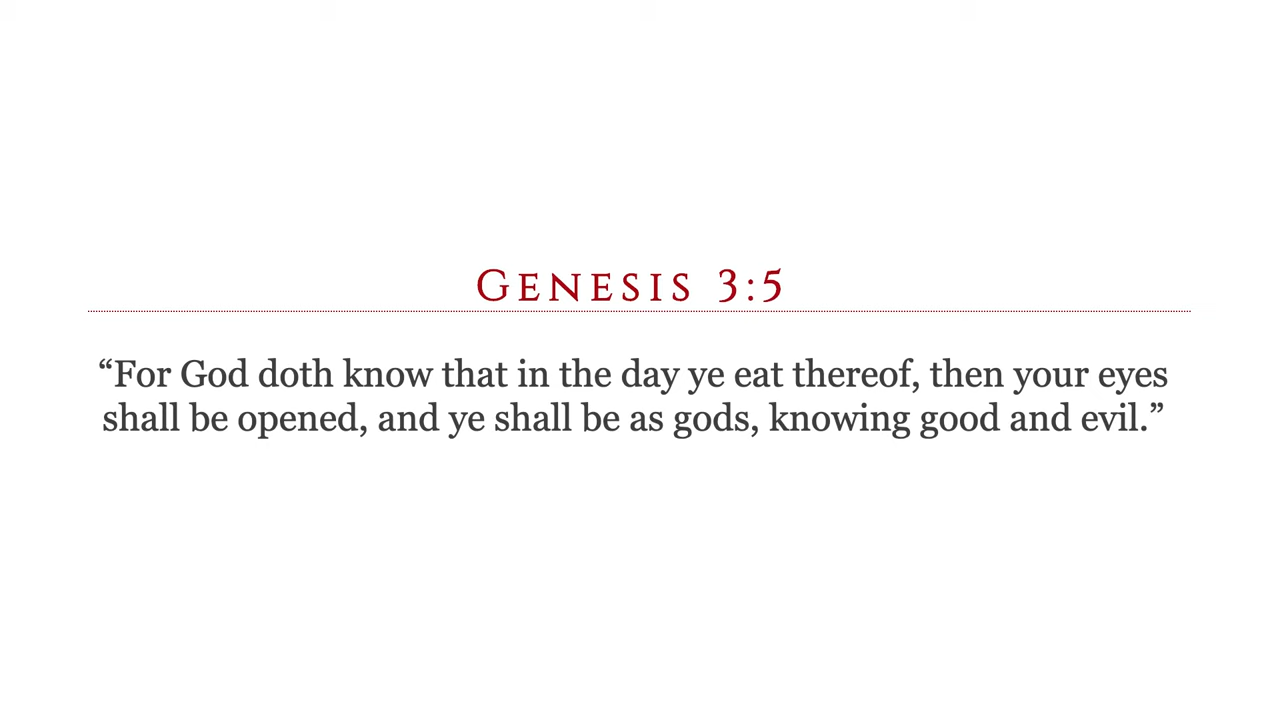 Genesis 3:5
“For God doth know that in the day ye eat thereof, then your eyes
shall be opened, and ye shall be as gods, knowing good and evil.”